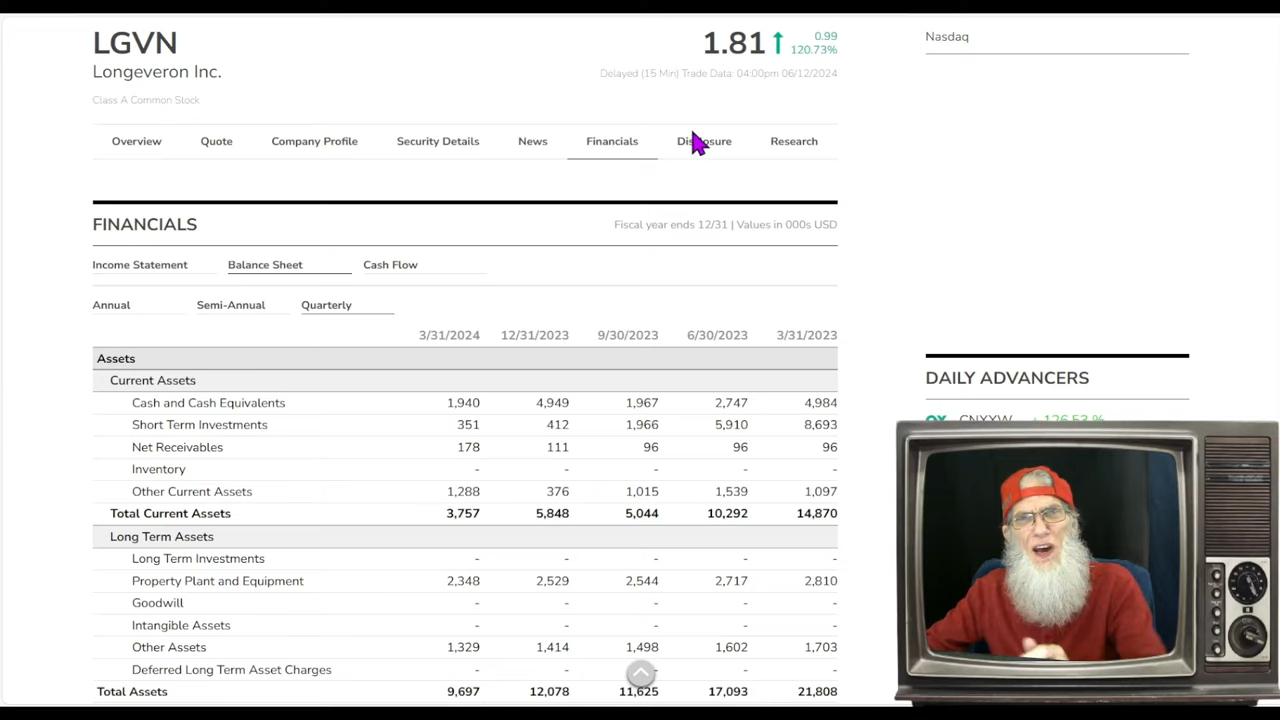 LGVN
Longeveron Inc.
Class A Common Stock
1.81 0.99
120.73%
Delayed (15 Min) Trade Data: 04:00pm 06/12/2024
Overview Quote Company Profile Security Details News Financials Disclosure Research
FINANCIALS
Fiscal year ends 12/31 | Values in 000s USD
Income Statement Balance Sheet Cash Flow
Annual Semi-Annual Quarterly
3/31/2024 12/31/2023 9/30/2023 6/30/2023 3/31/2023
Assets
Current Assets
Cash and Cash Equivalents 1,940 4,949 1,967 2,747 4,984
Short Term Investments 351 412 1,966 5,910 8,693
Net Receivables 178 111 96 96 96
Inventory - - - - -
Other Current Assets 1,288 376 1,015 1,539 1,097
Total Current Assets 3,757 5,848 5,044 10,292 14,870
Long Term Assets
Long Term Investments - - - - -
Property Plant and Equipment 2,348 2,529 2,544 2,717 2,810
Goodwill - - - - -
Intangible Assets - - - - -
Other Assets 1,329 1,414 1,498 1,602 1,703
Deferred Long Term Asset Charges - - - - -
Total Assets 9,697 12,078 11,625 17,093 21,808
Nasdaq
DAILY ADVANCERS
CNXXW + 126.53 %